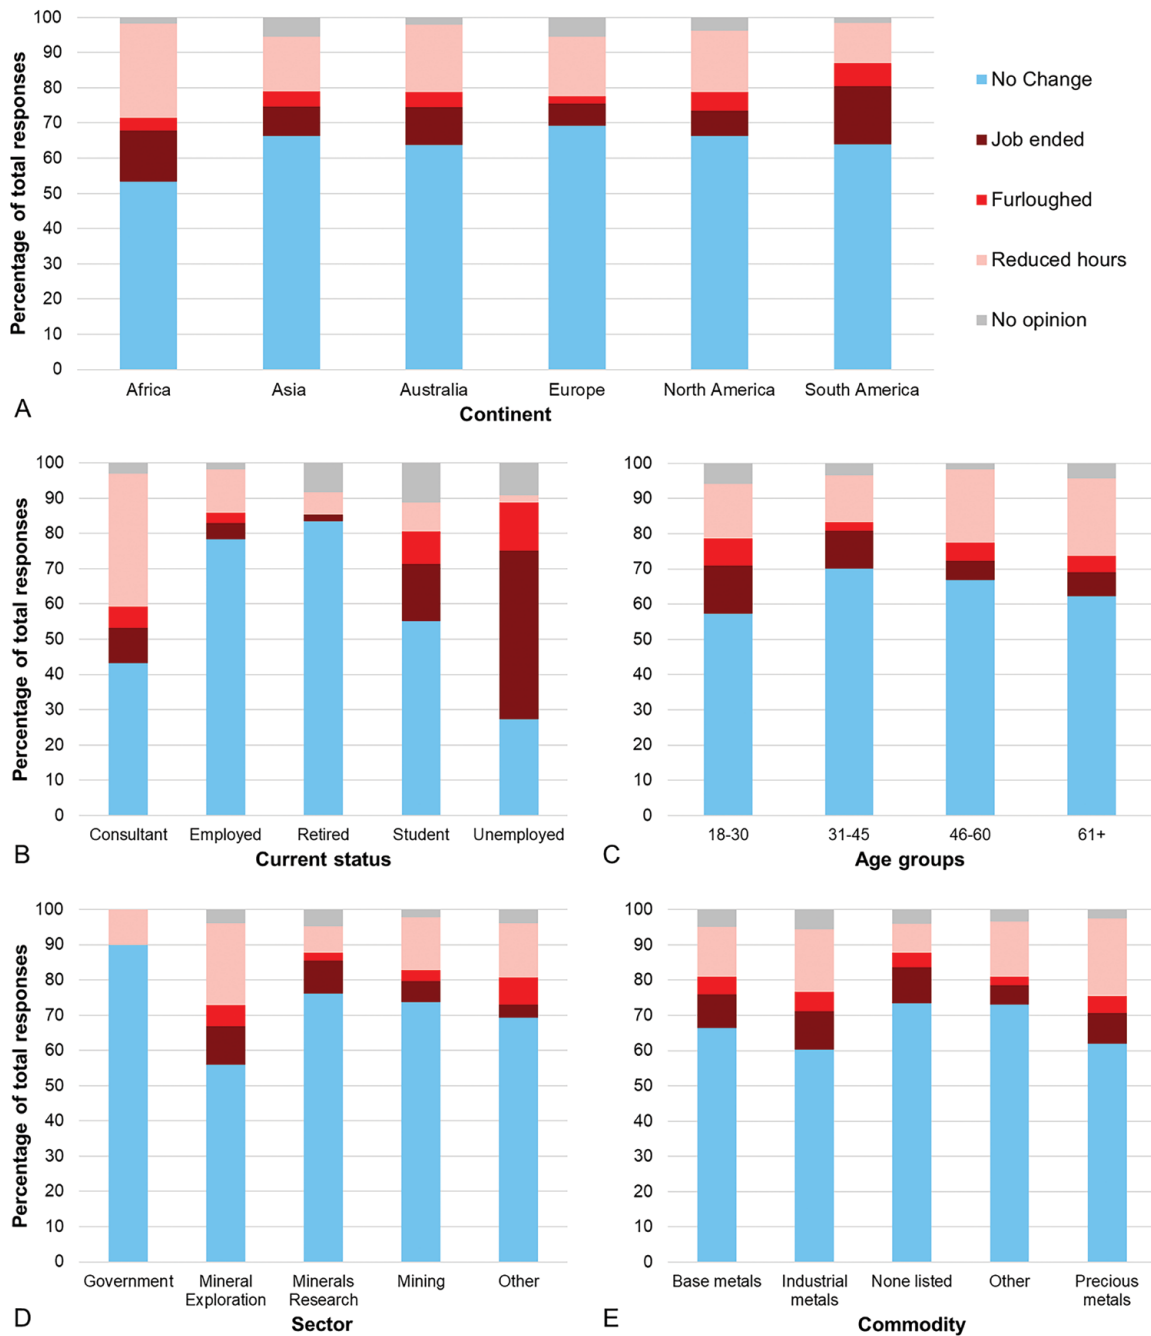 100
90
80
70
60
50
40
30
20
10
0
Percentage of total responses
Africa
Asia
Australia
Europe
North America
South America
Continent
A
No Change
Job ended
Furloughed
Reduced hours
No opinion
100
90
80
70
60
50
40
30
20
10
0
Percentage of total responses
Consultant
Employed
Retired
Student
Unemployed
Current status
B
100
90
80
70
60
50
40
30
20
10
0
18-30
31-45
46-60
61+
Age groups
C
100
90
80
70
60
50
40
30
20
10
0
Percentage of total responses
Government
Mineral
Exploration
Minerals
Research
Mining
Other
Sector
D
100
90
80
70
60
50
40
30
20
10
0
Base metals
Industrial
metals
None listed
Other
Precious
metals
Commodity
E